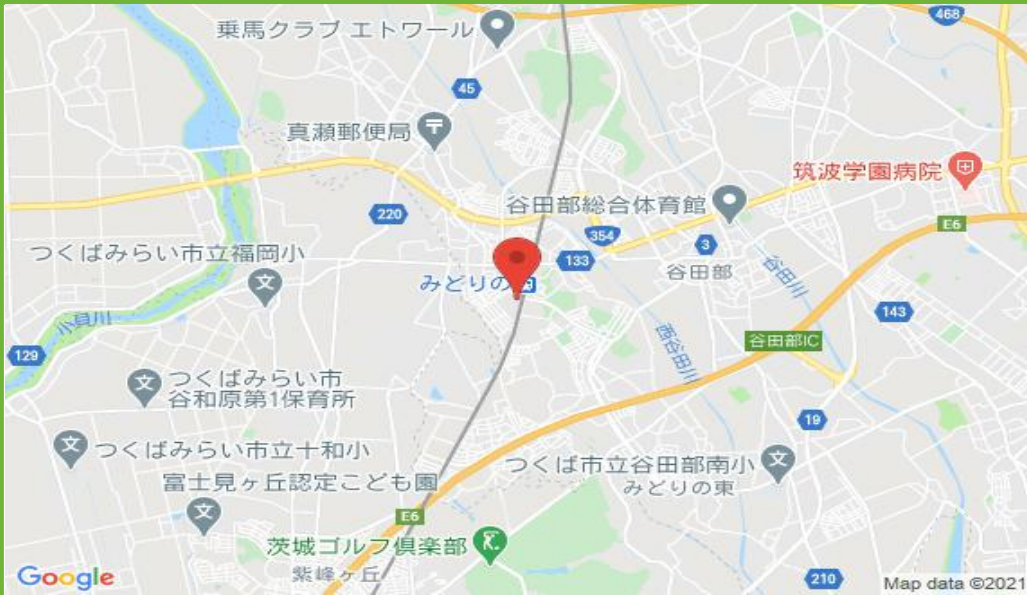 468
乗馬クラブ エトワール
45
真瀬郵便局
筑波学園病院
谷田部総合体育館
220
E6
354
3
133
つくばみらい市立福岡小
谷田部
谷田川
みどりの
143
小貝川
西谷田川
谷田部IC
129
つくばみらい市
谷和原第1保育所
19
つくばみらい市立十和小
つくば市立谷田部南小
みどりの東
富士見ヶ丘認定こども園
E6
茨城ゴルフ倶楽部
紫峰ヶ丘
210
Google
Map data ©2021